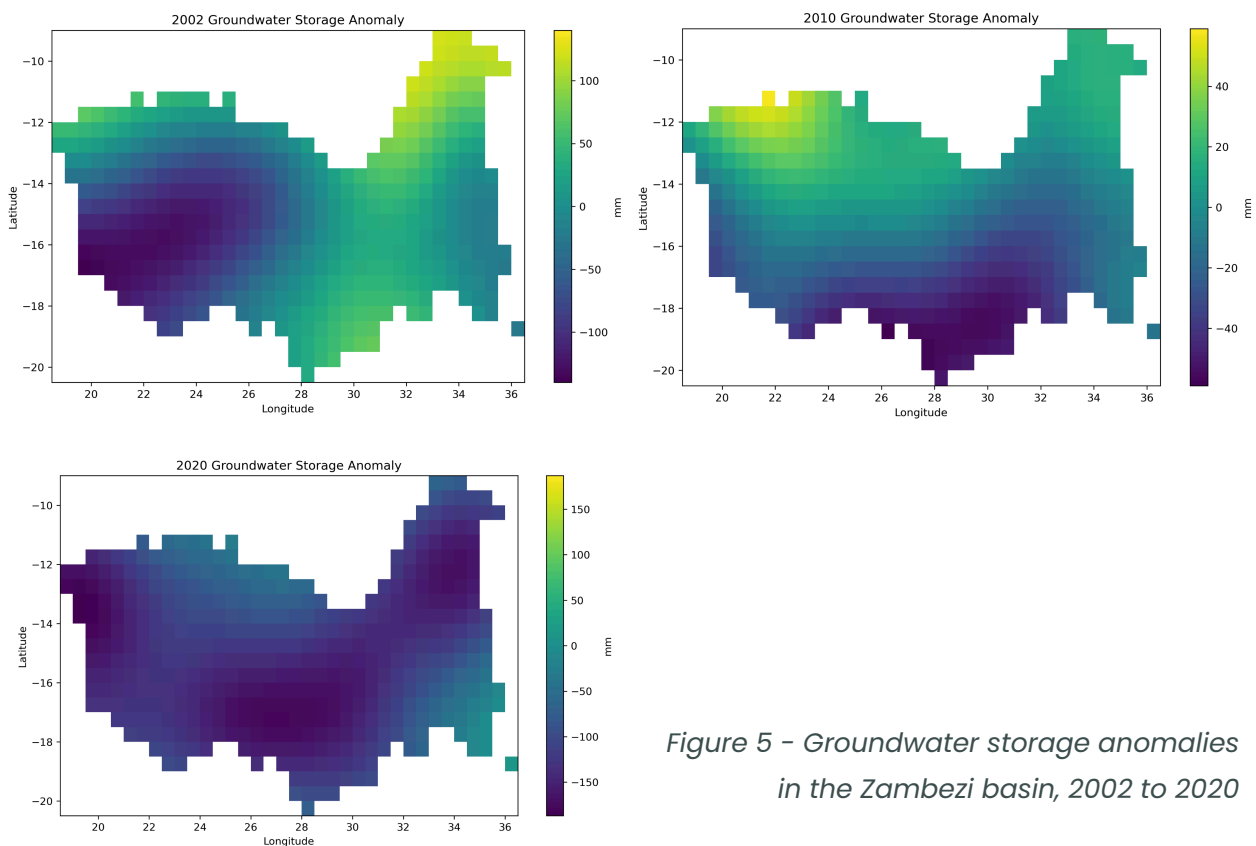 2002 Groundwater Storage Anomaly
−10
−12
−14
−16
−18
−20
Latitude
20 22 24 26 28 30 32 34 36
Longitude
100
50
0
−50
−100
mm
2010 Groundwater Storage Anomaly
−10
−12
−14
−16
−18
−20
Latitude
20 22 24 26 28 30 32 34 36
Longitude
40
20
0
−20
−40
mm
2020 Groundwater Storage Anomaly
−10
−12
−14
−16
−18
−20
Latitude
20 22 24 26 28 30 32 34 36
Longitude
150
100
50
0
−50
−100
−150
mm
Figure 5 - Groundwater storage anomalies
in the Zambezi basin, 2002 to 2020